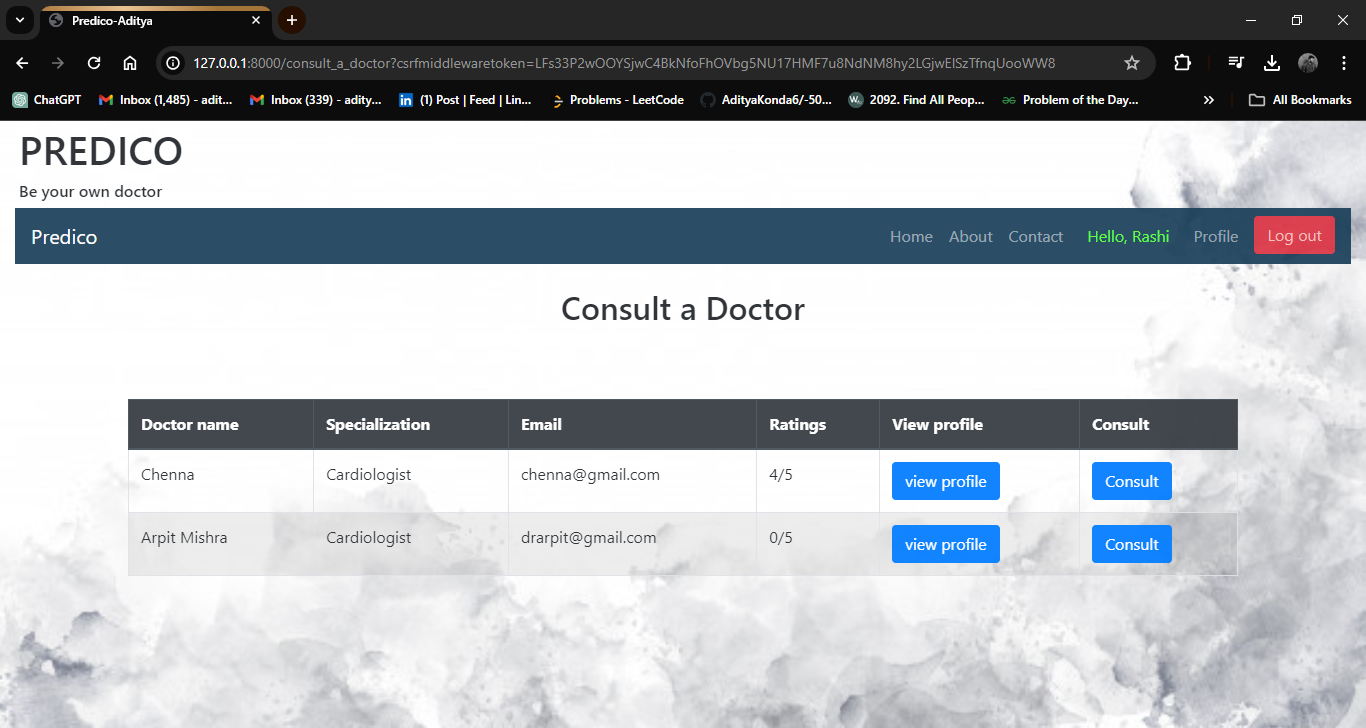 Predico-Aditya
127.0.0.1:8000/consult_a_doctor?csrfmiddlewaretoken=LFs33P2wOOYSjwC4BkNfoFhOVbg5NU17HMF7u8NdNM8hy2LGjwElSzTfnqUooWW8
ChatGPT Inbox (1,485) - adit... Inbox (339) - adity... (1) Post | Feed | Lin... Problems - LeetCode AdityaKonda6/-50... 2092. Find All Peop... Problem of the Day... All Bookmarks
PREDICO
Be your own doctor
Predico Home About Contact Hello, Rashi Profile Log out
Consult a Doctor
Doctor name Specialization Email Ratings View profile Consult
Chenna Cardiologist chenna@gmail.com 4/5 view profile Consult
Arpit Mishra Cardiologist drarpit@gmail.com 0/5 view profile Consult